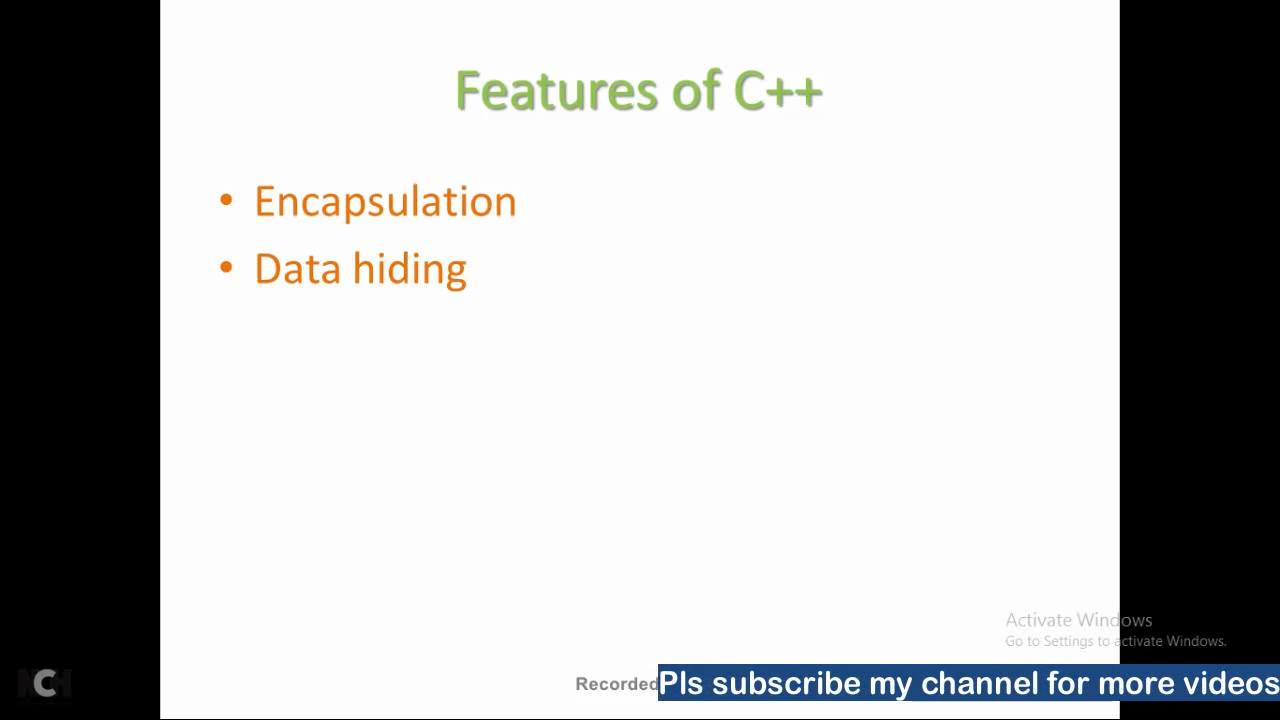 Features of C++
• Encapsulation
• Data hiding
Activate Windows
Go to Settings to activate Windows.
NCH
Recorded
Pls subscribe my channel for more videos